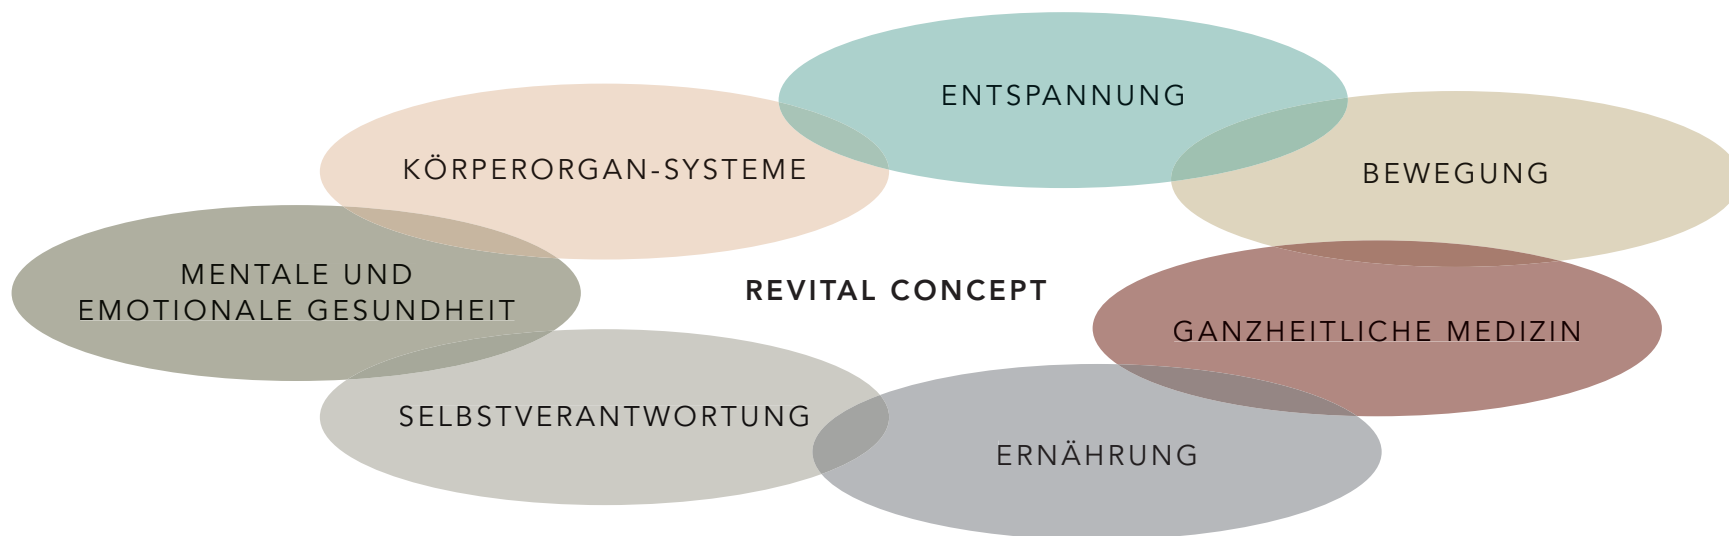 ENTSPANNUNG
KÖRPERORGAN-SYSTEME
BEWEGUNG
MENTALE UND
EMOTIONALE GESUNDHEIT
REVITAL CONCEPT
GANZHEITLICHE MEDIZIN
SELBSTVERANTWORTUNG
ERNÄHRUNG